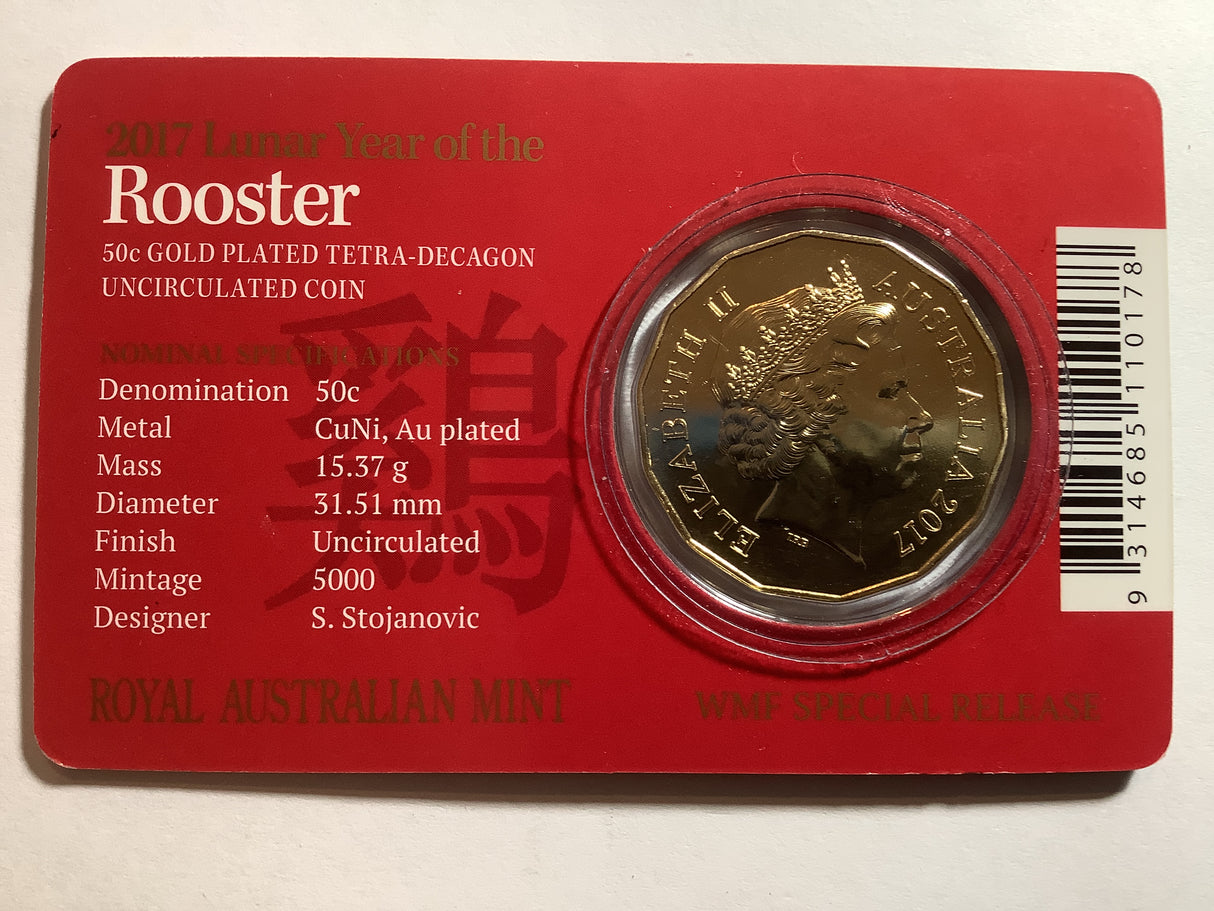 2017 Lunar Year of the
Rooster
50c GOLD PLATED TETRA-DECAGON
UNCIRCULATED COIN
鷄
NOMINAL SPECIFICATIONS
Denomination 50c
Metal CuNi, Au plated
Mass 15.37 g
Diameter 31.51 mm
Finish Uncirculated
Mintage 5000
Designer S. Stojanovic
ROYAL AUSTRALIAN MINT
ELIZABETH II AUSTRALIA 2017
IRB
WMF SPECIAL RELEASE
9 314685 110178